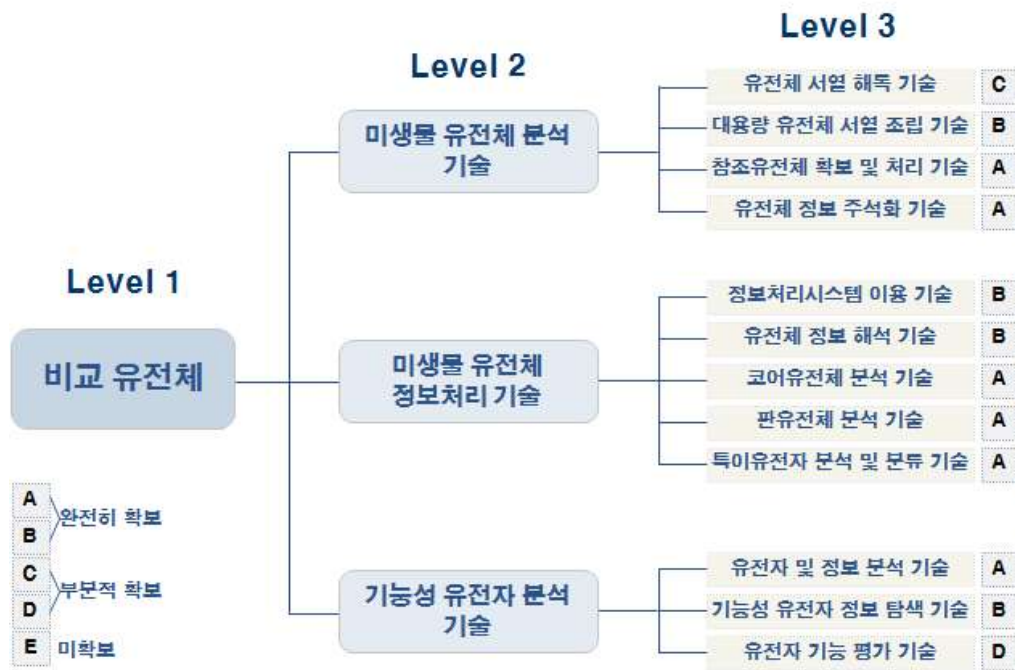 Level 3
Level 2
Level 1
비교 유전체
미생물 유전체 분석
기술
유전체 서열 해독 기술 C
대용량 유전체 서열 조립 기술 B
참조유전체 확보 및 처리 기술 A
유전체 정보 주석화 기술 A
미생물 유전체
정보처리 기술
정보처리시스템 이용 기술 B
유전체 정보 해석 기술 B
코어유전체 분석 기술 A
판유전체 분석 기술 A
특이유전자 분석 및 분류 기술 A
기능성 유전자 분석
기술
유전자 및 정보 분석 기술 A
기능성 유전자 정보 탐색 기술 B
유전자 기능 평가 기술 D
A
B
완전히 확보
C
D
부분적 확보
E 미확보